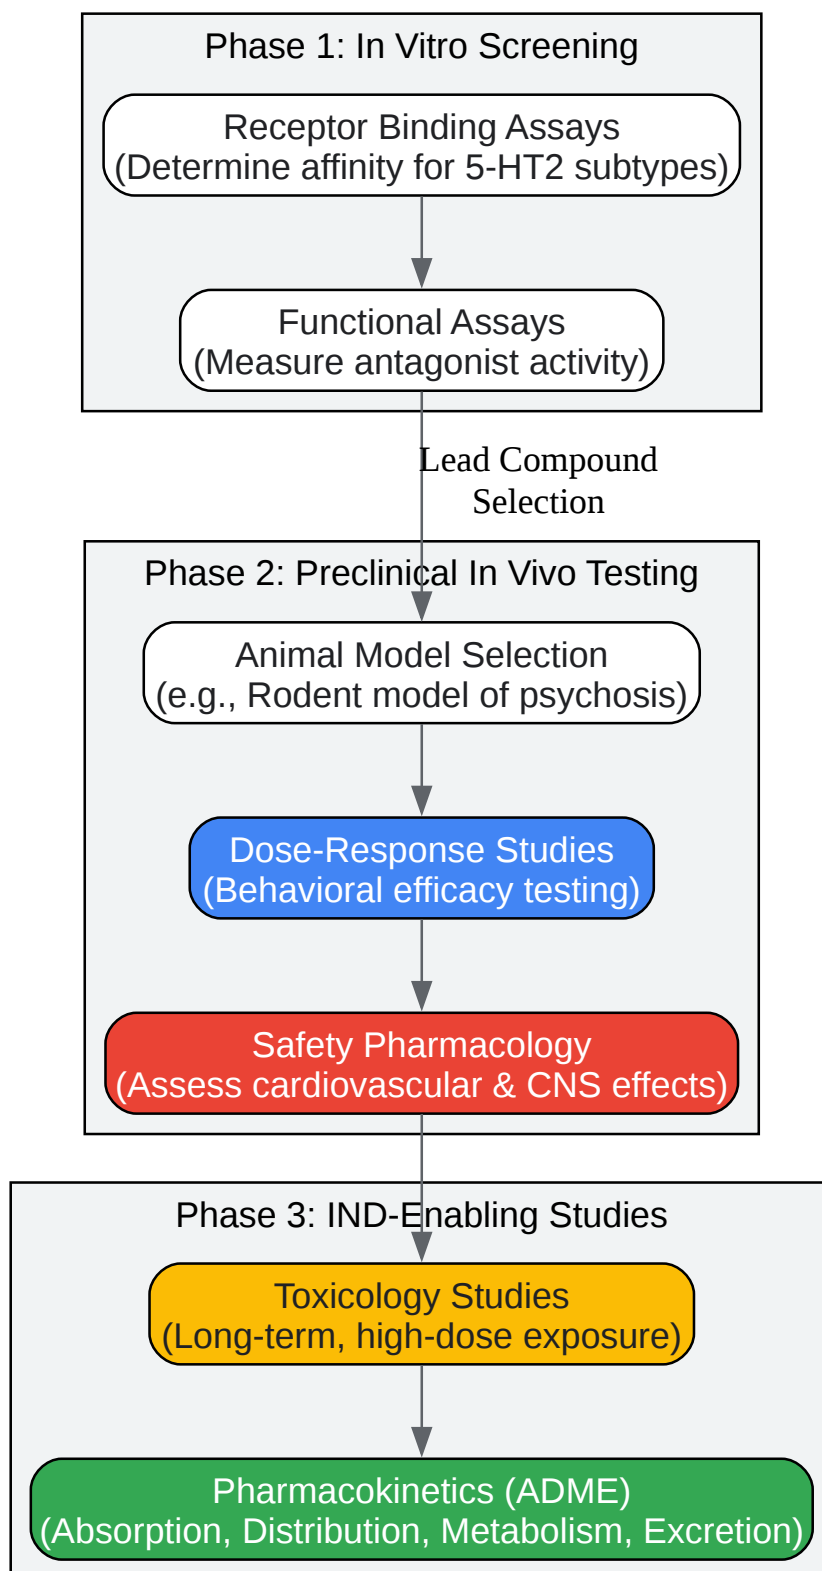 Phase 1: In Vitro Screening
Receptor Binding Assays
(Determine affinity for 5-HT2 subtypes)
Functional Assays
(Measure antagonist activity)
Lead Compound
Selection
Phase 2: Preclinical In Vivo Testing
Animal Model Selection
(e.g., Rodent model of psychosis)
Dose-Response Studies
(Behavioral efficacy testing)
Safety Pharmacology
(Assess cardiovascular & CNS effects)
Phase 3: IND-Enabling Studies
Toxicology Studies
(Long-term, high-dose exposure)
Pharmacokinetics (ADME)
(Absorption, Distribution, Metabolism, Excretion)